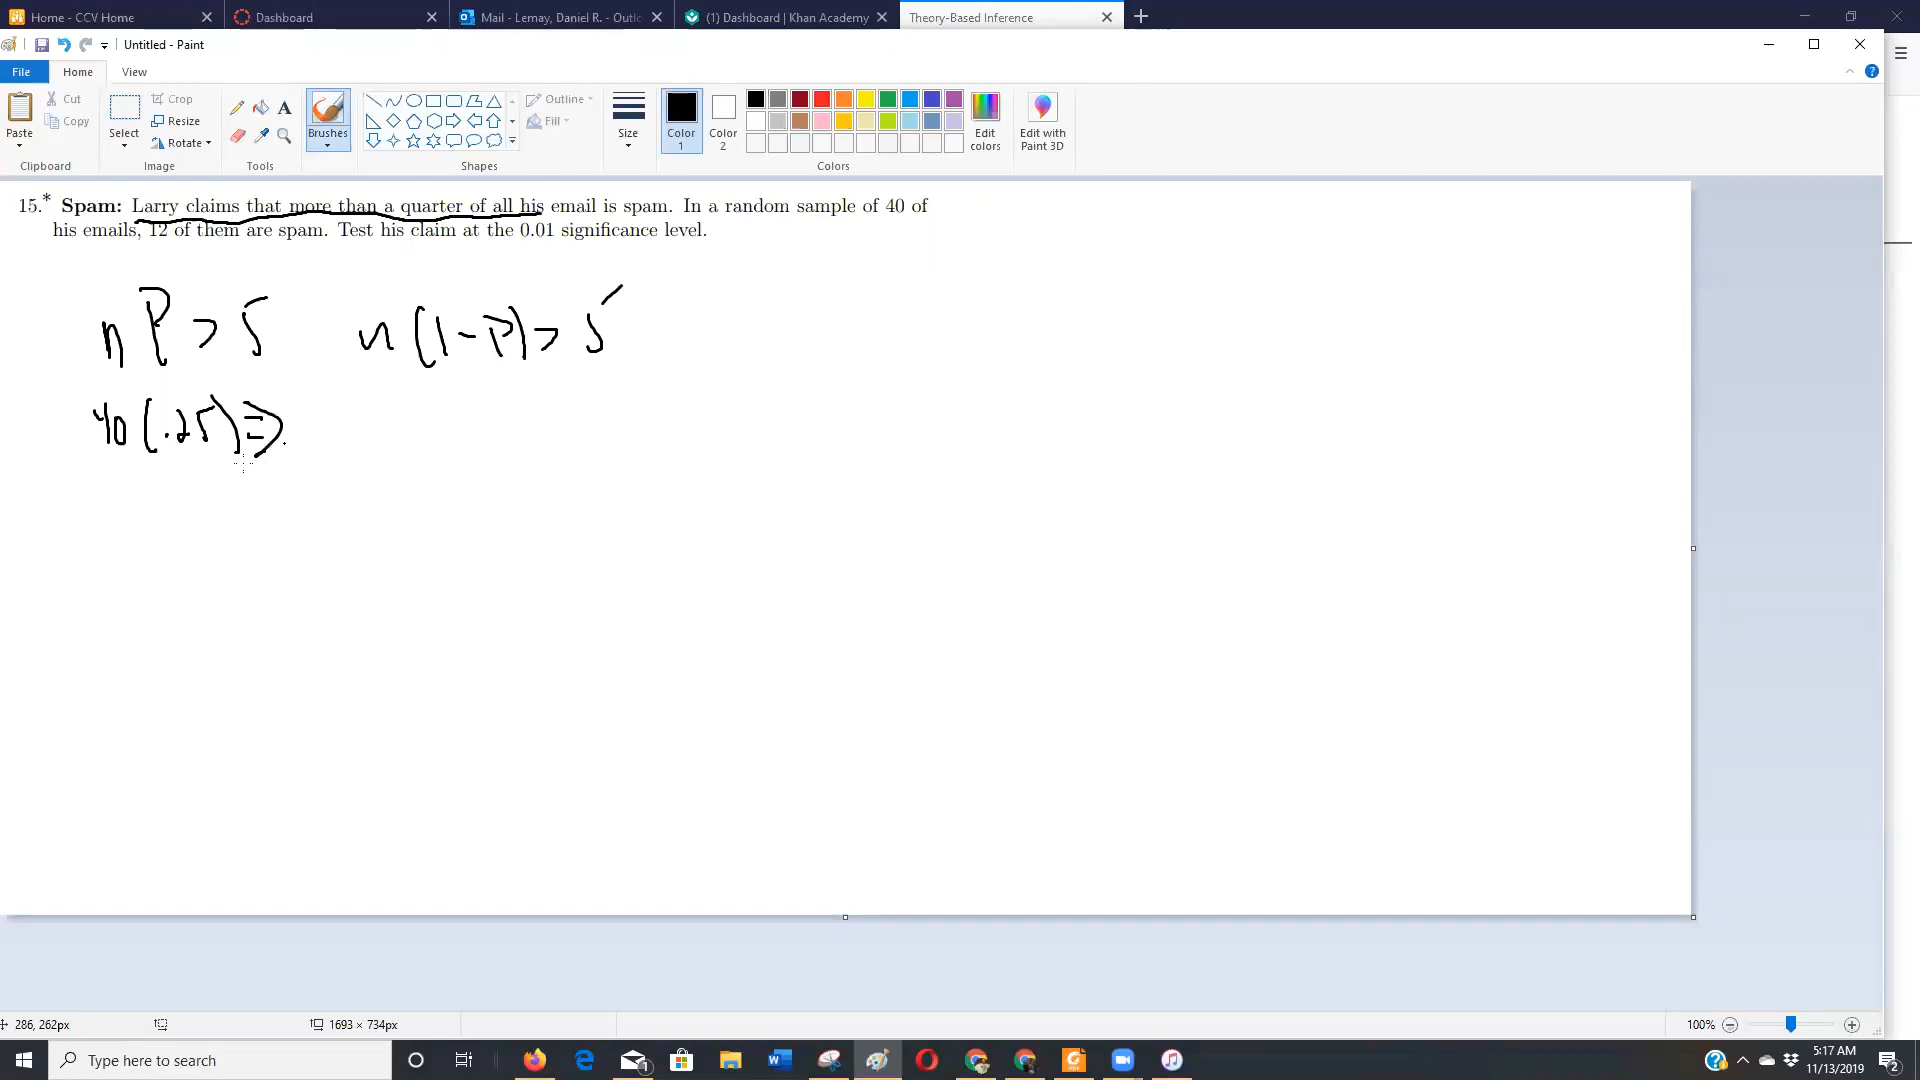 Home - CCV Home
Dashboard
Mail - Lemay, Daniel R. - Outlo
(1) Dashboard | Khan Academy
Theory-Based Inference
Untitled - Paint
File
Home
View
Paste
Cut
Copy
Clipboard
Select
Crop
Resize
Rotate
Image
Tools
Brushes
Shapes
Outline
Fill
Size
Color 1
Color 2
Edit colors
Edit with Paint 3D
Colors
15.* Spam: Larry claims that more than a quarter of all his email is spam. In a random sample of 40 of
his emails, 12 of them are spam. Test his claim at the 0.01 significance level.
nP > 5 n(1-P) > 5
40(.25)
286, 262px
1693 × 734px
100%
Type here to search
5:17 AM
11/13/2019